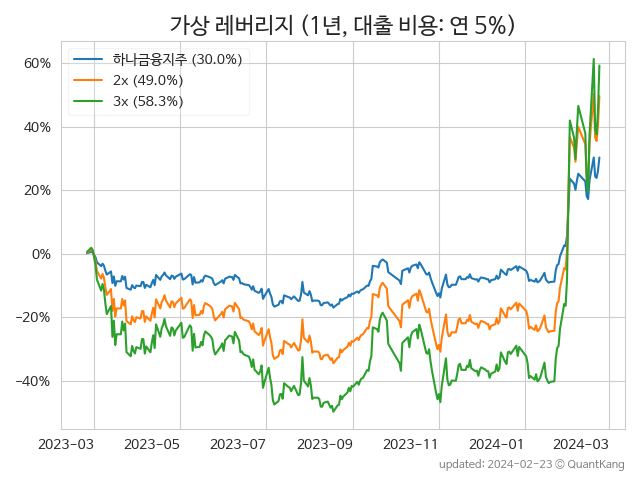 가상 레버리지 (1년, 대출 비용: 연 5%)
하나금융지주 (30.0%)
2x (49.0%)
3x (58.3%)
60%
40%
20%
0%
−20%
−40%
2023-03 2023-05 2023-07 2023-09 2023-11 2024-01 2024-03
updated: 2024-02-23 © QuantKang